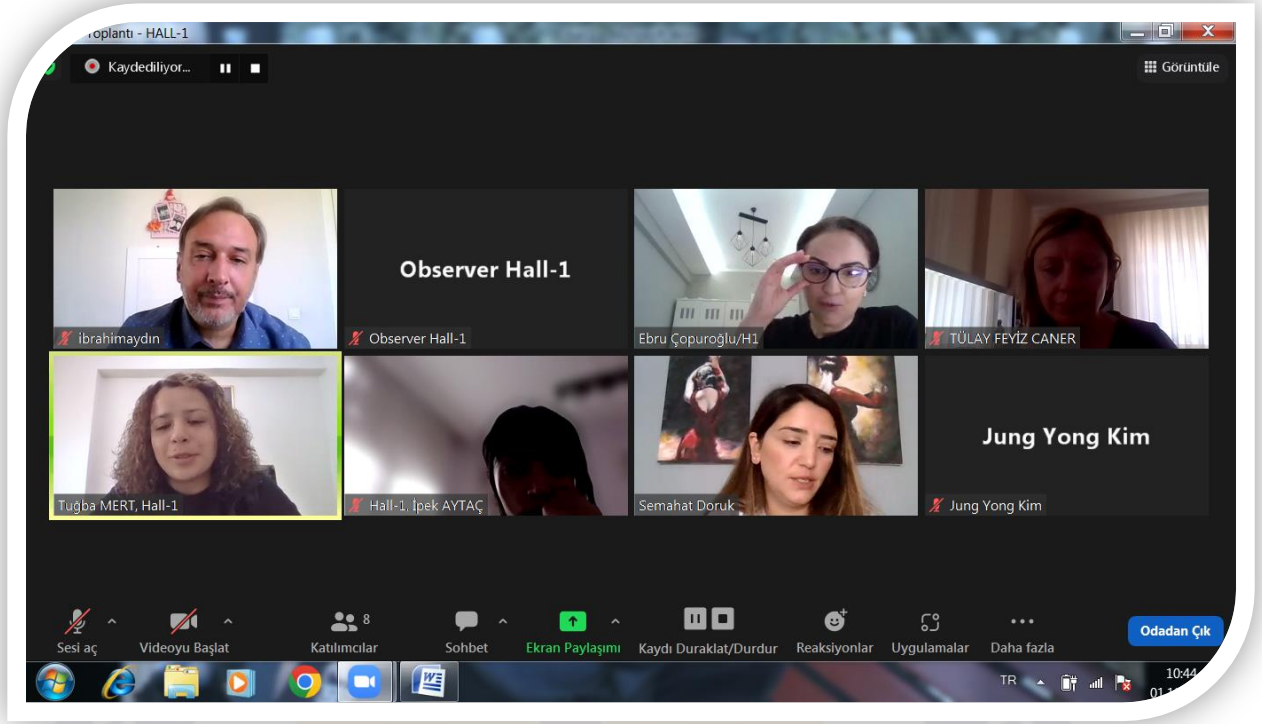 Toplantı - HALL-1
Kaydediliyor...
Görüntüle
ibrahimaydın
Observer Hall-1
Observer Hall-1
Ebru Çopuroğlu/H1
TÜLAY FEYİZ CANER
Tuğba MERT, Hall-1
Hall-1, İpek AYTAÇ
Semahat Doruk
Jung Yong Kim
Jung Yong Kim
8
Sesi aç
Videoyu Başlat
Katılımcılar
Sohbet
Ekran Paylaşımı
Kaydı Duraklat/Durdur
Reaksiyonlar
Uygulamalar
Daha fazla
Odadan Çık
TR
10:44